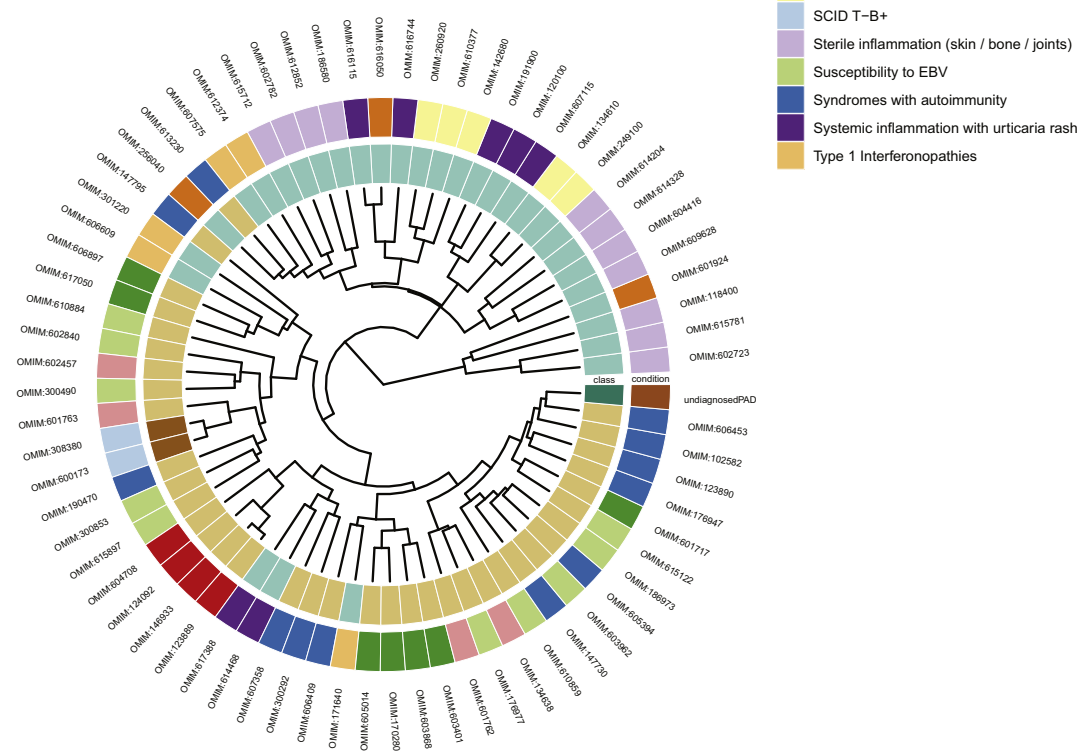 SCID T−B+
Sterile inflammation (skin / bone / joints)
Susceptibility to EBV
Syndromes with autoimmunity
Systemic inflammation with urticaria rash
Type 1 Interferonopathies
class
condition
undiagnosedPAD
OMIM:606453
OMIM:102582
OMIM:123890
OMIM:176947
OMIM:601717
OMIM:615122
OMIM:186973
OMIM:605394
OMIM:603962
OMIM:147730
OMIM:610859
OMIM:134638
OMIM:176977
OMIM:601762
OMIM:603401
OMIM:603868
OMIM:170280
OMIM:605014
OMIM:171640
OMIM:606409
OMIM:300292
OMIM:607358
OMIM:614468
OMIM:617388
OMIM:123889
OMIM:146933
OMIM:124092
OMIM:604708
OMIM:615897
OMIM:300853
OMIM:190470
OMIM:600173
OMIM:308380
OMIM:601763
OMIM:300490
OMIM:602457
OMIM:602840
OMIM:610884
OMIM:617050
OMIM:606897
OMIM:606609
OMIM:301220
OMIM:147795
OMIM:256040
OMIM:613230
OMIM:607575
OMIM:612374
OMIM:615712
OMIM:602782
OMIM:612852
OMIM:186580
OMIM:616115
OMIM:616050
OMIM:616744
OMIM:260920
OMIM:610377
OMIM:142680
OMIM:191900
OMIM:120100
OMIM:607115
OMIM:134610
OMIM:249100
OMIM:614204
OMIM:614328
OMIM:604416
OMIM:609628
OMIM:601924
OMIM:118400
OMIM:615781
OMIM:602723